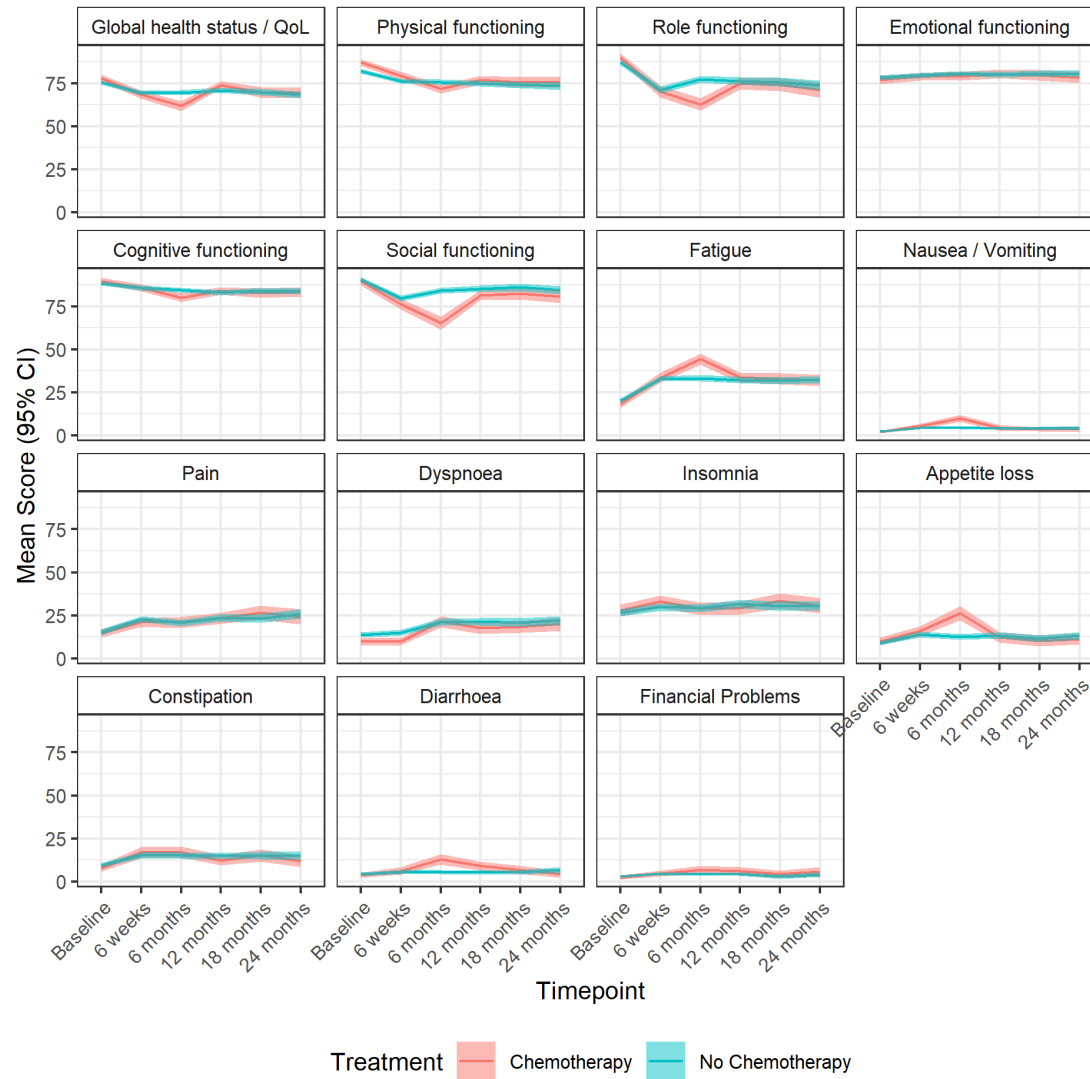 Global health status / QoL
Physical functioning
Role functioning
Emotional functioning
75
50
25
0
Cognitive functioning
Social functioning
Fatigue
Nausea / Vomiting
75
50
25
0
Mean Score (95% CI)
Pain
Dyspnoea
Insomnia
Appetite loss
75
50
25
0
Baseline
6 weeks
6 months
12 months
18 months
24 months
Constipation
Diarrhoea
Financial Problems
75
50
25
0
Baseline
6 weeks
6 months
12 months
18 months
24 months
Baseline
6 weeks
6 months
12 months
18 months
24 months
Baseline
6 weeks
6 months
12 months
18 months
24 months
Timepoint
Treatment Chemotherapy No Chemotherapy